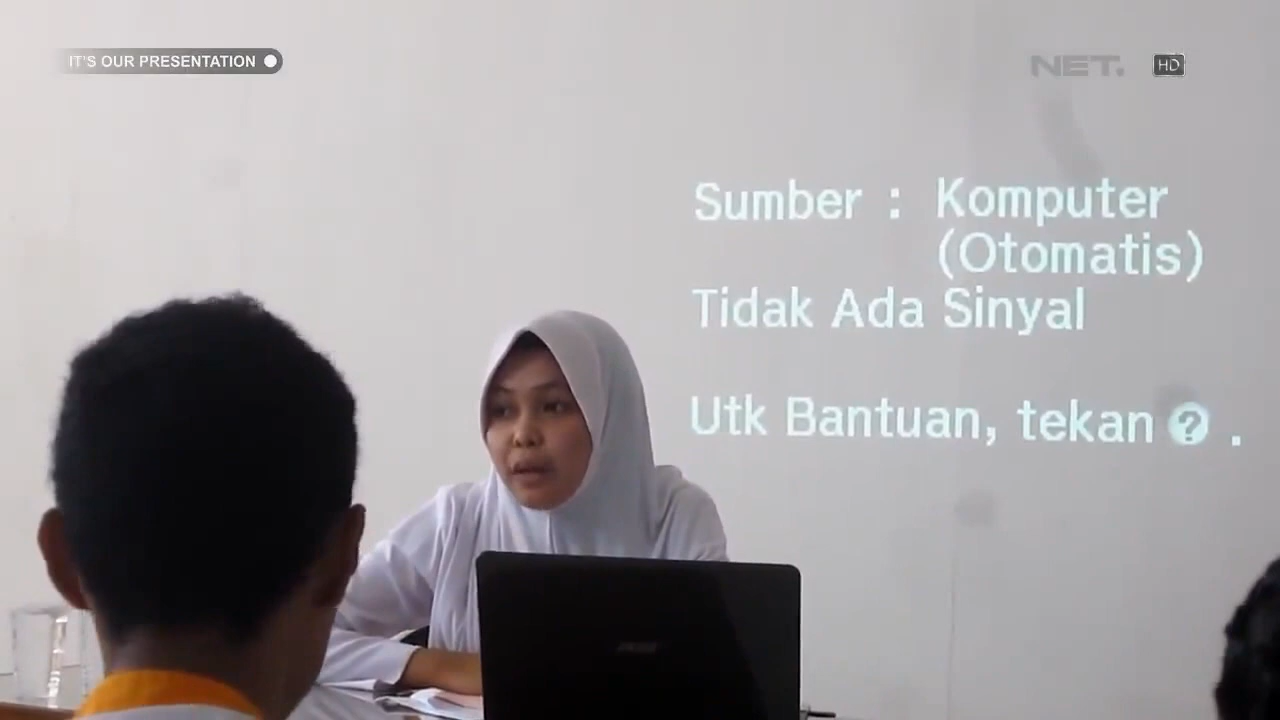 IT'S OUR PRESENTATION
NET. HD
Sumber : Komputer
(Otomatis)
Tidak Ada Sinyal
Utk Bantuan, tekan ? .